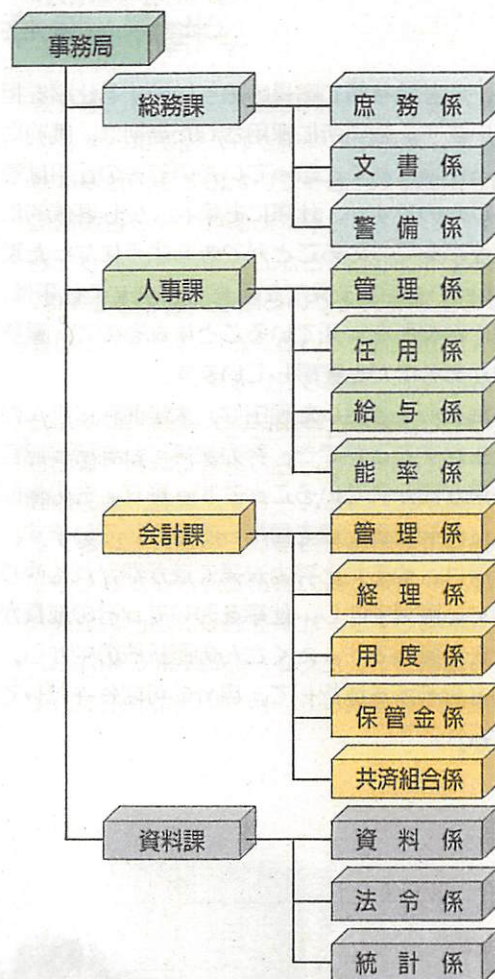 事務局
総務課
庶務係
文書係
警備係
人事課
管理係
任用係
給与係
能率係
会計課
管理係
経理係
用度係
保管金係
共済組合係
資料課
資料係
法令係
統計係